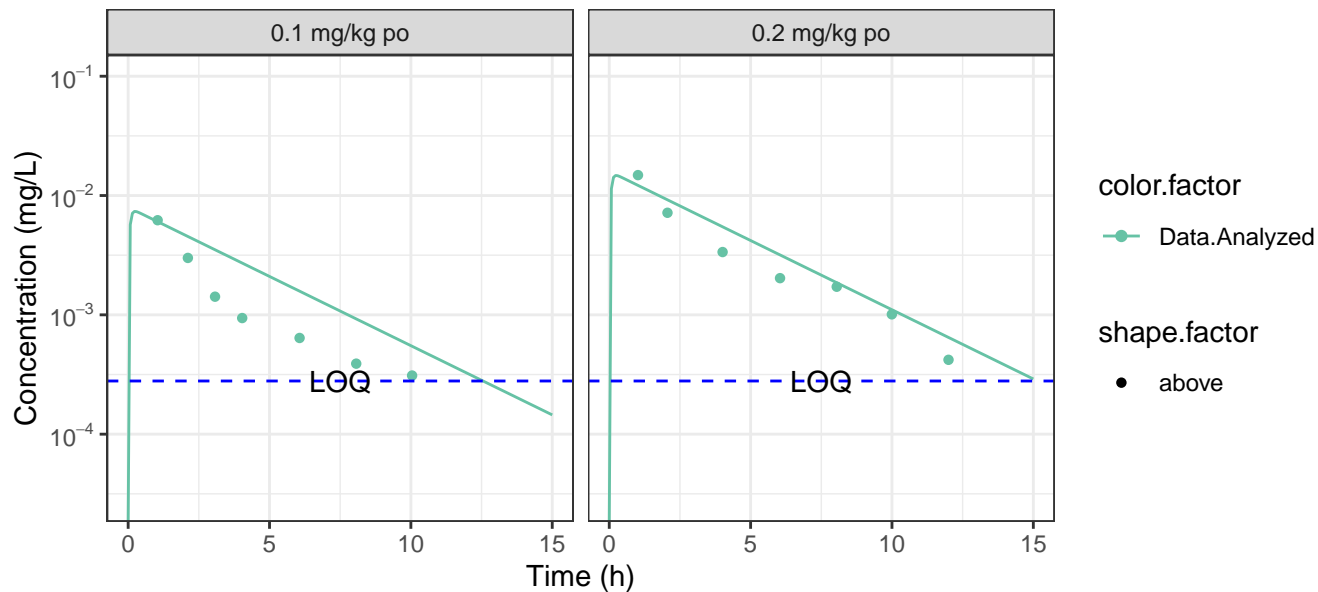 0.1 mg/kg po
0.2 mg/kg po
Concentration (mg/L)
10⁻¹
10⁻²
10⁻³
10⁻⁴
LOQ
LOQ
0 5 10 15
0 5 10 15
Time (h)
color.factor
Data.Analyzed
shape.factor
above